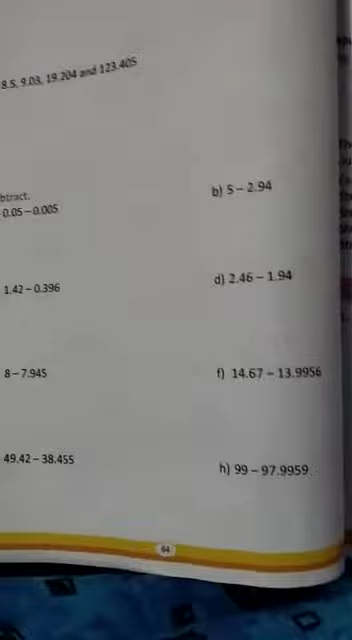 8.5, 9.03, 19.204 and 123.405
btract.
0.05 – 0.005
b) 5 – 2.94
1.42 – 0.396
d) 2.46 – 1.94
8 – 7.945
f) 14.67 – 13.9956
49.42 – 38.455
h) 99 – 97.9959
64